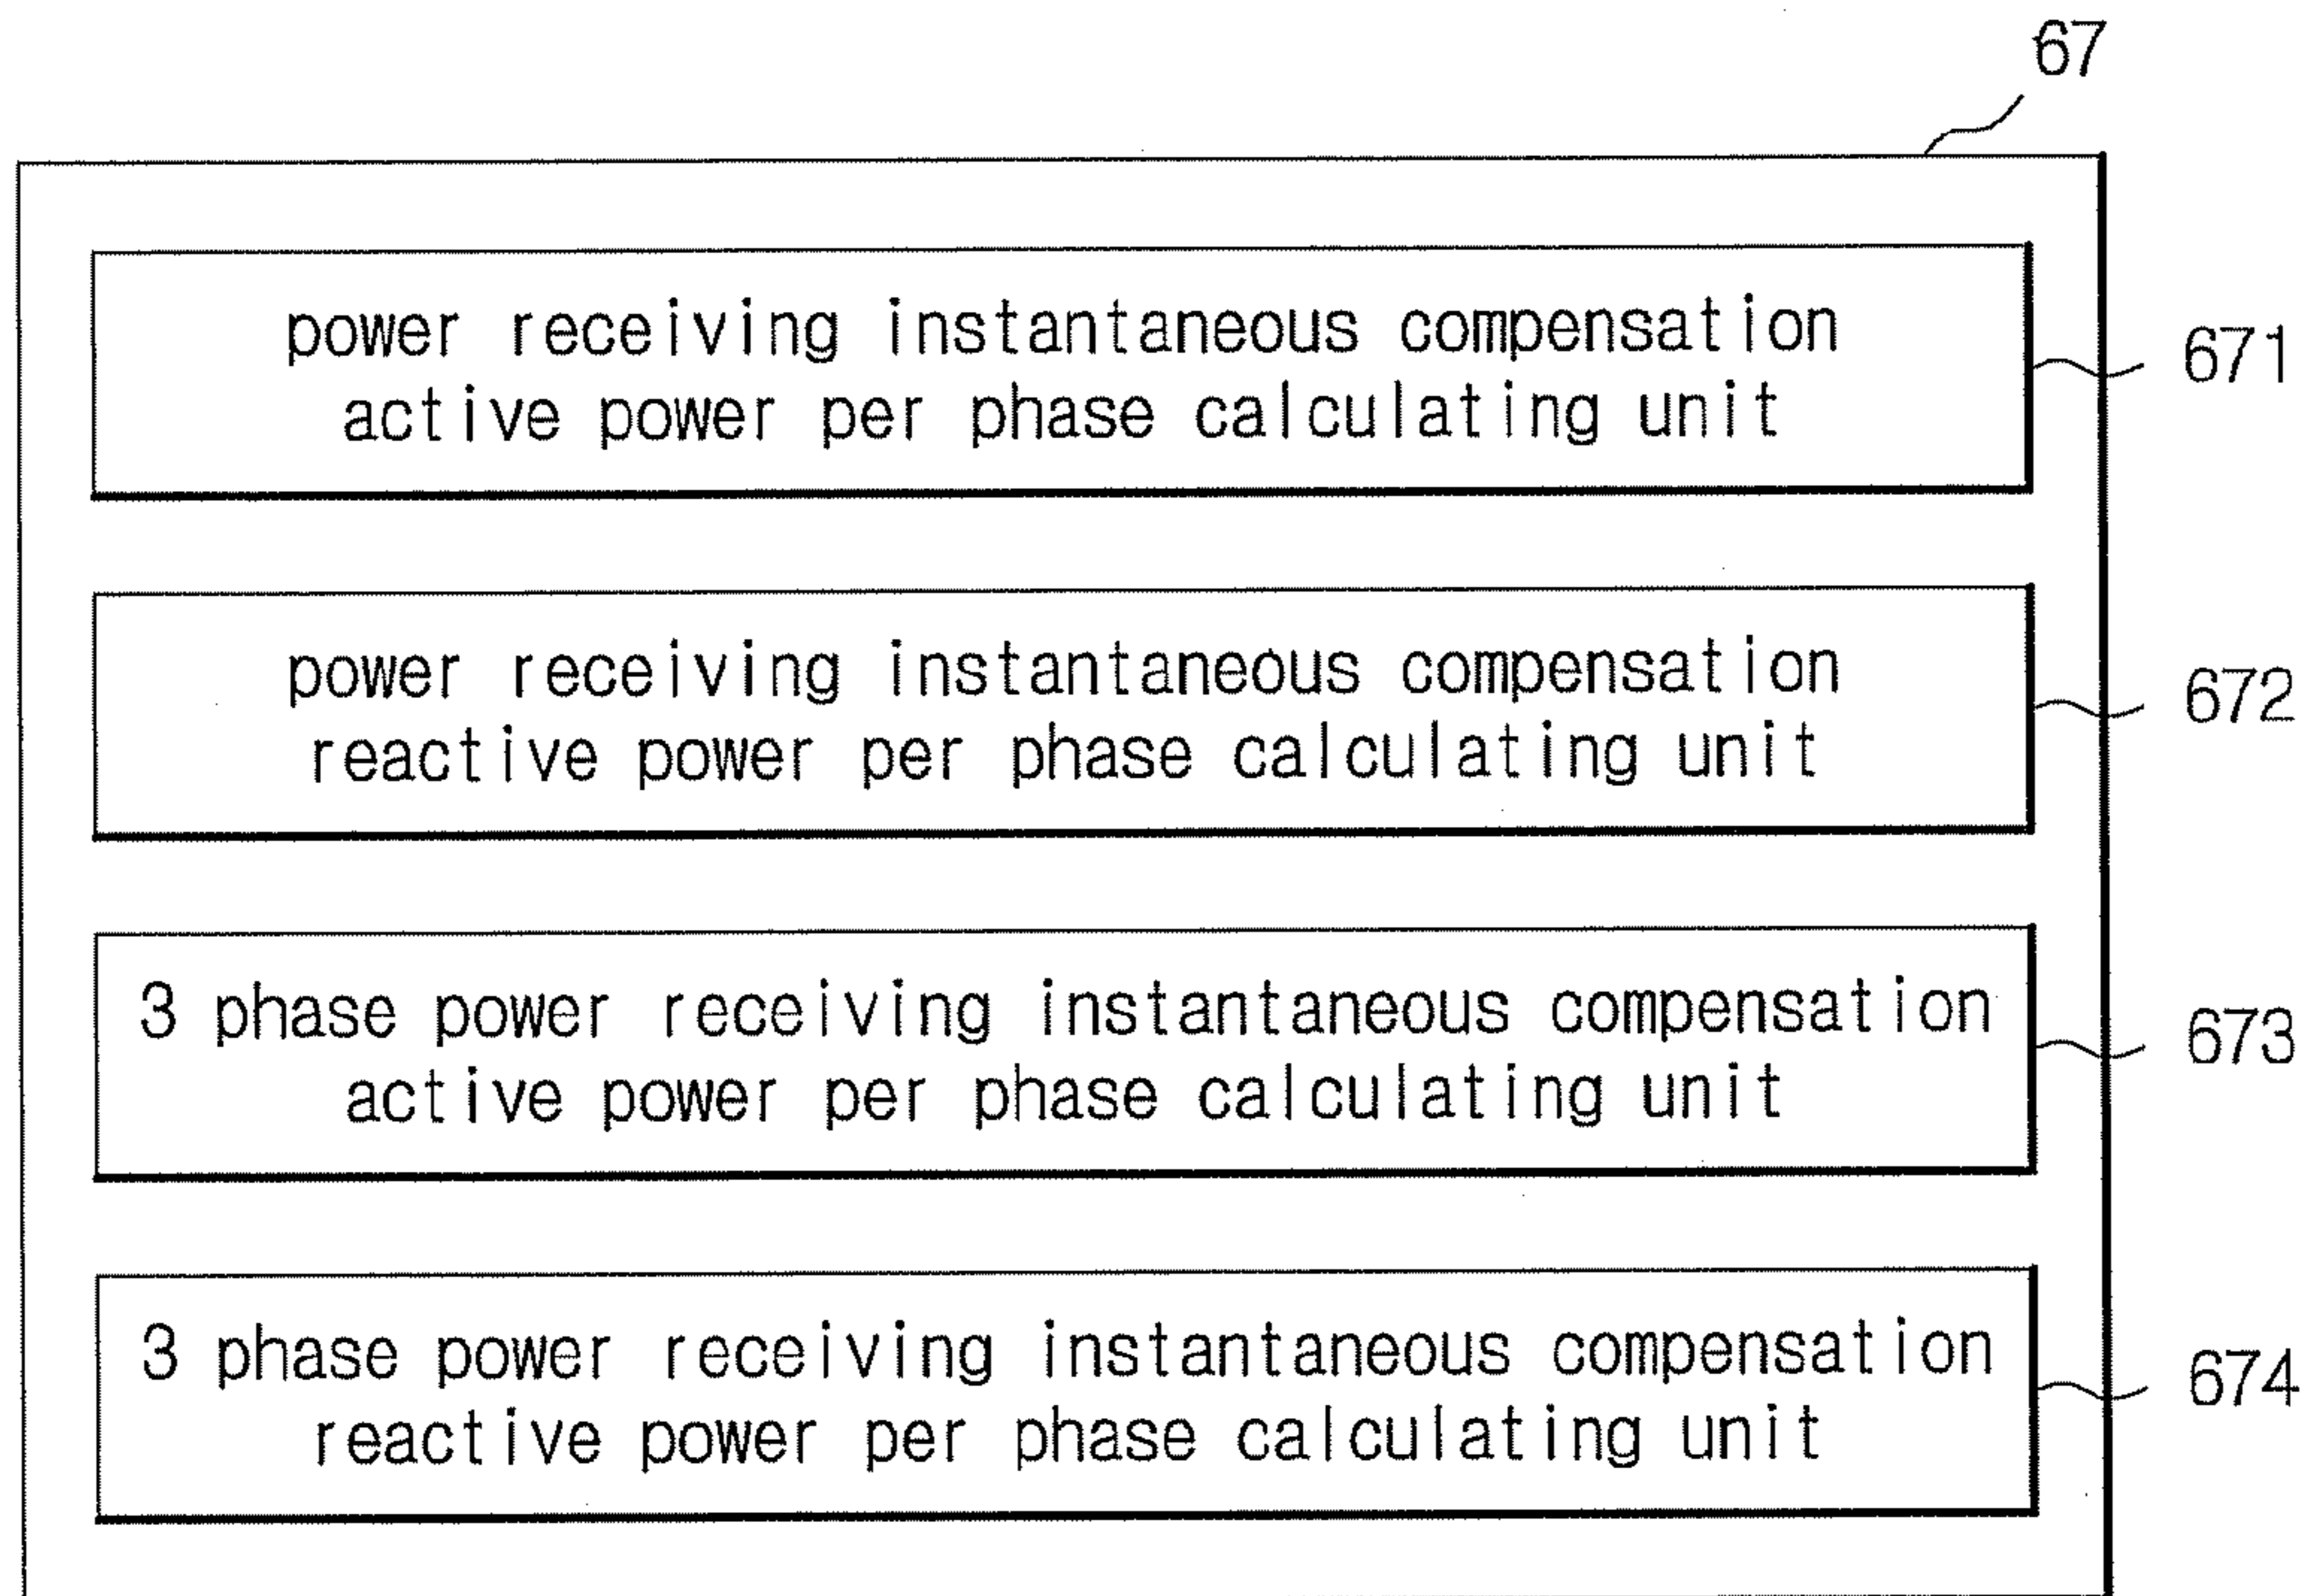 67
power receiving instantaneous compensation
active power per phase calculating unit
671
power receiving instantaneous compensation
reactive power per phase calculating unit
672
3 phase power receiving instantaneous compensation
active power per phase calculating unit
673
3 phase power receiving instantaneous compensation
reactive power per phase calculating unit
674